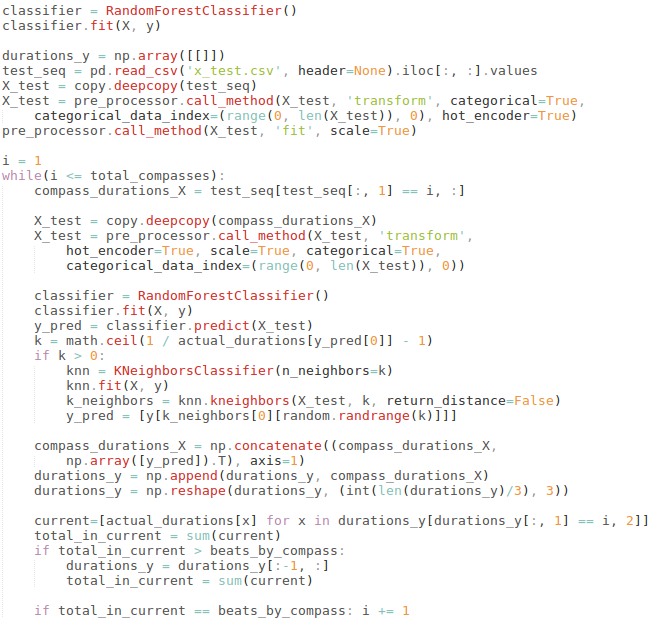 classifier = RandomForestClassifier()
classifier.fit(X, y)

durations_y = np.array([[]])
test_seq = pd.read_csv('x_test.csv', header=None).iloc[:, :].values
X_test = copy.deepcopy(test_seq)
X_test = pre_processor.call_method(X_test, 'transform', categorical=True,
    categorical_data_index=(range(0, len(X_test)), 0), hot_encoder=True)
pre_processor.call_method(X_test, 'fit', scale=True)

i = 1
while(i <= total_compasses):
    compass_durations_X = test_seq[test_seq[:, 1] == i, :]

    X_test = copy.deepcopy(compass_durations_X)
    X_test = pre_processor.call_method(X_test, 'transform',
        hot_encoder=True, scale=True, categorical=True,
        categorical_data_index=(range(0, len(X_test)), 0))

    classifier = RandomForestClassifier()
    classifier.fit(X, y)
    y_pred = classifier.predict(X_test)
    k = math.ceil(1 / actual_durations[y_pred[0]] - 1)
    if k > 0:
        knn = KNeighborsClassifier(n_neighbors=k)
        knn.fit(X, y)
        k_neighbors = knn.kneighbors(X_test, k, return_distance=False)
        y_pred = [y[k_neighbors[0][random.randrange(k)]]]

    compass_durations_X = np.concatenate((compass_durations_X,
        np.array([y_pred]).T), axis=1)
    durations_y = np.append(durations_y, compass_durations_X)
    durations_y = np.reshape(durations_y, (int(len(durations_y)/3), 3))

    current=[actual_durations[x] for x in durations_y[durations_y[:, 1] == i, 2]]
    total_in_current = sum(current)
    if total_in_current > beats_by_compass:
        durations_y = durations_y[:-1, :]
        total_in_current = sum(current)

    if total_in_current == beats_by_compass: i += 1